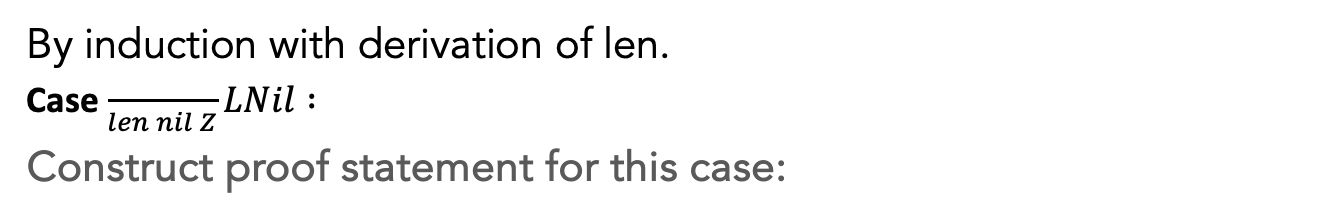 By induction with derivation of len.
Case ⎯⎯⎯ LNil :
len nil Z
Construct proof statement for this case: